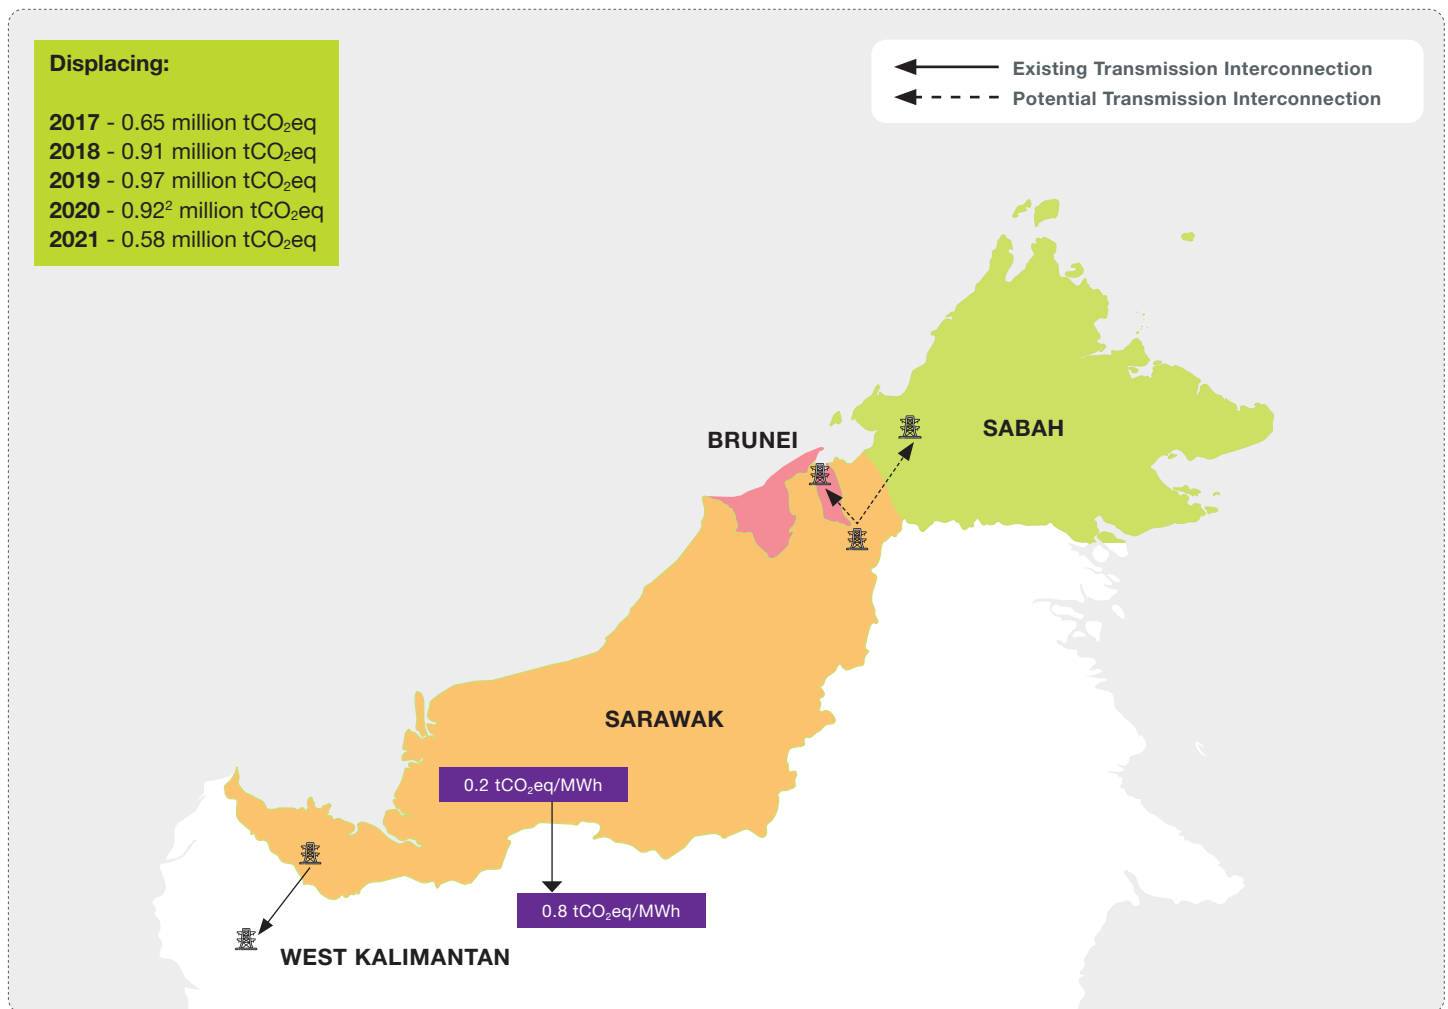 Displacing:
2017 - 0.65 million tCO₂eq
2018 - 0.91 million tCO₂eq
2019 - 0.97 million tCO₂eq
2020 - 0.92² million tCO₂eq
2021 - 0.58 million tCO₂eq
Existing Transmission Interconnection
Potential Transmission Interconnection
BRUNEI
SABAH
SARAWAK
0.2 tCO₂eq/MWh
0.8 tCO₂eq/MWh
WEST KALIMANTAN